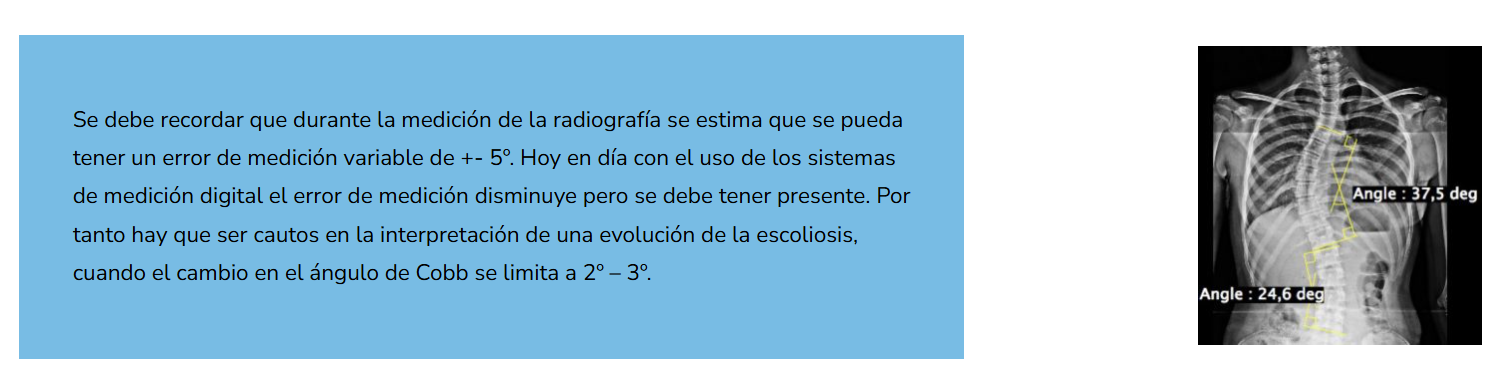 Se debe recordar que durante la medición de la radiografía se estima que se pueda
tener un error de medición variable de +- 5º. Hoy en día con el uso de los sistemas
de medición digital el error de medición disminuye pero se debe tener presente. Por
tanto hay que ser cautos en la interpretación de una evolución de la escoliosis,
cuando el cambio en el ángulo de Cobb se limita a 2º – 3º.
Angle : 37,5 deg
Angle : 24,6 deg